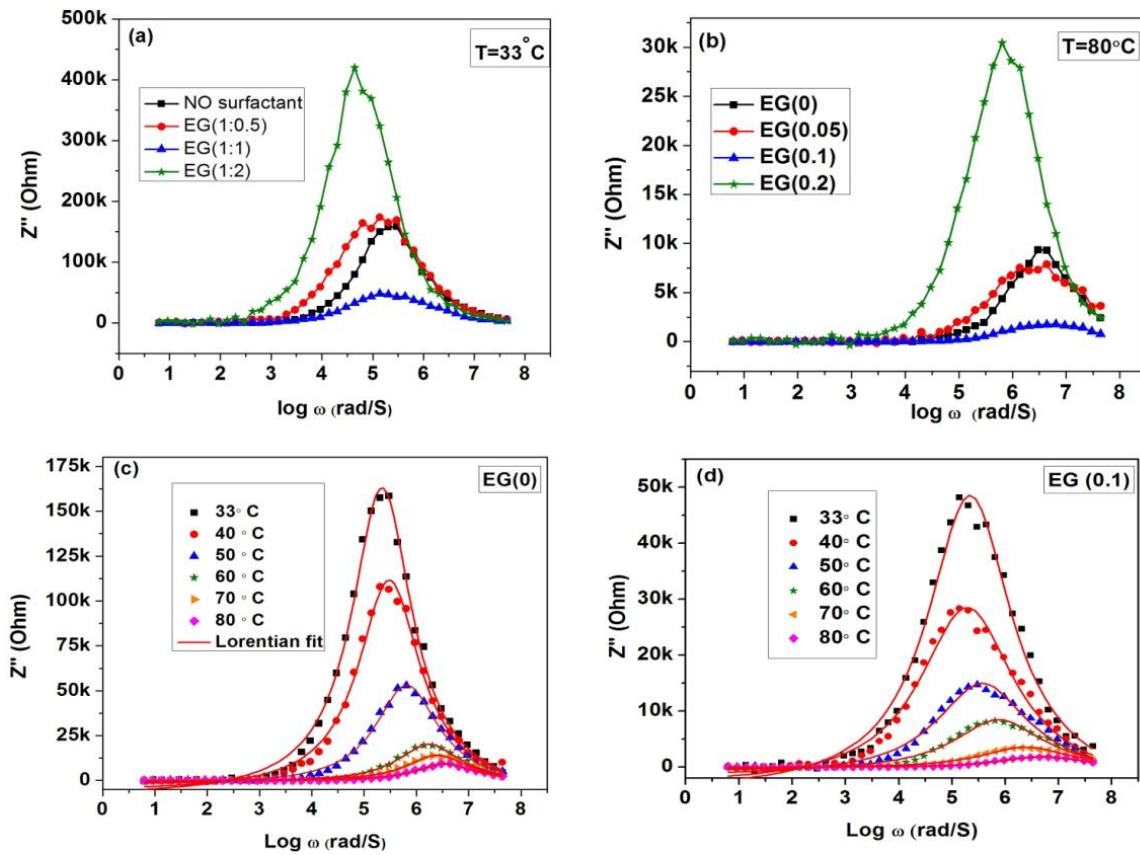 (a)
T=33°C
500k
400k
300k
200k
100k
0
Z'' (Ohm)
NO surfactant
EG(1:0.5)
EG(1:1)
EG(1:2)
0 1 2 3 4 5 6 7 8
log ω (rad/S)
(b)
T=80°C
30k
25k
20k
15k
10k
5k
0
Z'' (Ohm)
EG(0)
EG(0.05)
EG(0.1)
EG(0.2)
0 1 2 3 4 5 6 7 8
log ω (rad/S)
(c)
EG(0)
175k
150k
125k
100k
75k
50k
25k
0
Z'' (Ohm)
33° C
40 ° C
50 ° C
60 ° C
70 ° C
80 ° C
Lorentian fit
0 1 2 3 4 5 6 7 8
Log ω (rad/S)
(d)
EG (0.1)
50k
40k
30k
20k
10k
0
Z'' (Ohm)
33° C
40° C
50° C
60° C
70° C
80° C
0 1 2 3 4 5 6 7 8
Log ω (rad/S)